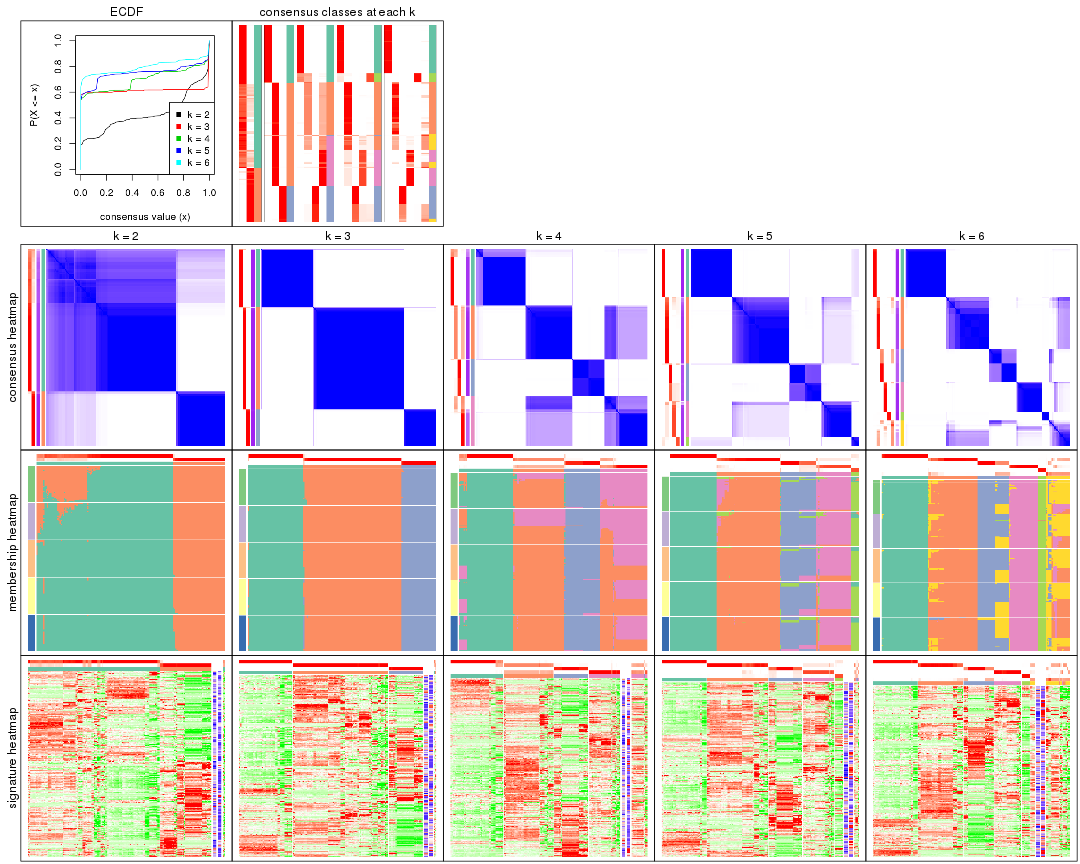 ECDF
consensus classes at each k
P(X <= x)
0.0 0.2 0.4 0.6 0.8 1.0
k = 2
k = 3
k = 4
k = 5
k = 6
0.0 0.2 0.4 0.6 0.8 1.0
consensus value (x)
k = 2
k = 3
k = 4
k = 5
k = 6
consensus heatmap
membership heatmap
signature heatmap